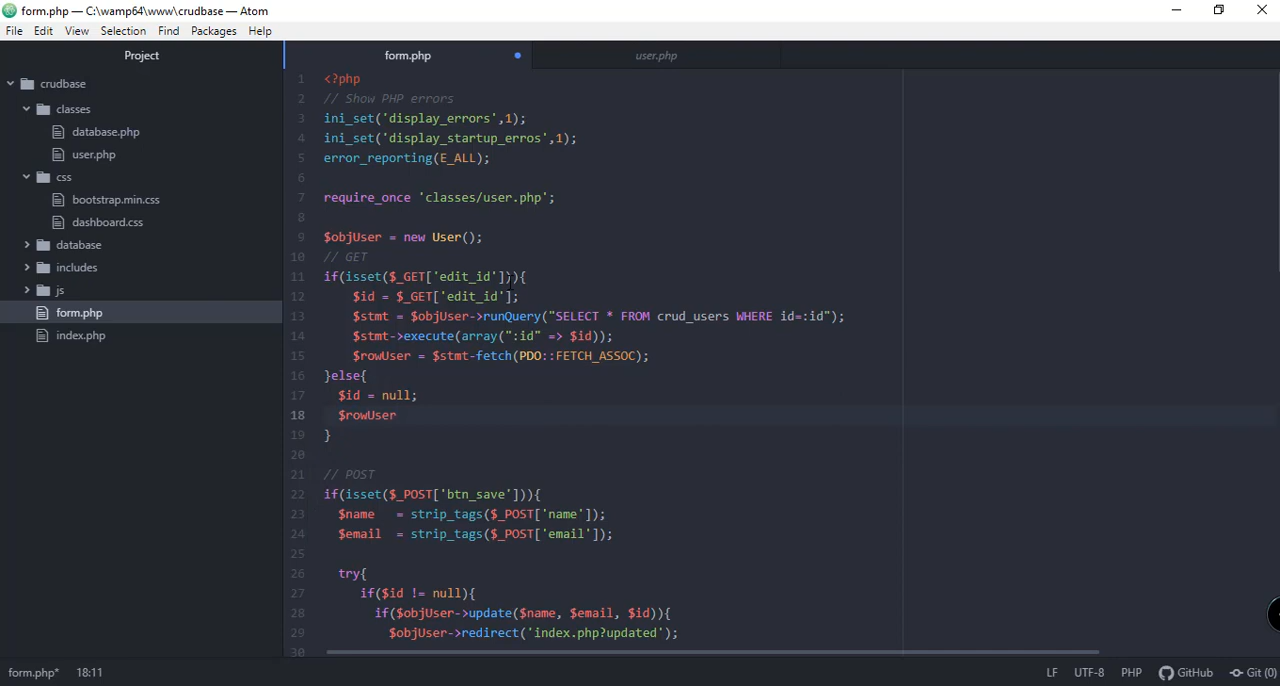 form.php — C:\wamp64\www\crudbase — Atom
File Edit View Selection Find Packages Help
Project
form.php
user.php
crudbase
classes
database.php
user.php
css
bootstrap.min.css
dashboard.css
database
includes
js
form.php
index.php
1 <?php
2 // Show PHP errors
3 ini_set('display_errors',1);
4 ini_set('display_startup_erros',1);
5 error_reporting(E_ALL);
6
7 require_once 'classes/user.php';
8
9 $objUser = new User();
10 // GET
11 if(isset($_GET['edit_id'])){
12 $id = $_GET['edit_id'];
13 $stmt = $objUser->runQuery("SELECT * FROM crud_users WHERE id=:id");
14 $stmt->execute(array(":id" => $id));
15 $rowUser = $stmt-fetch(PDO::FETCH_ASSOC);
16 }else{
17 $id = null;
18 $rowUser
19 }
20
21 // POST
22 if(isset($_POST['btn_save'])){
23 $name = strip_tags($_POST['name']);
24 $email = strip_tags($_POST['email']);
25
26 try{
27 if($id != null){
28 if($objUser->update($name, $email, $id)){
29 $objUser->redirect('index.php?updated');
30
form.php* 18:11 LF UTF-8 PHP GitHub Git (0)